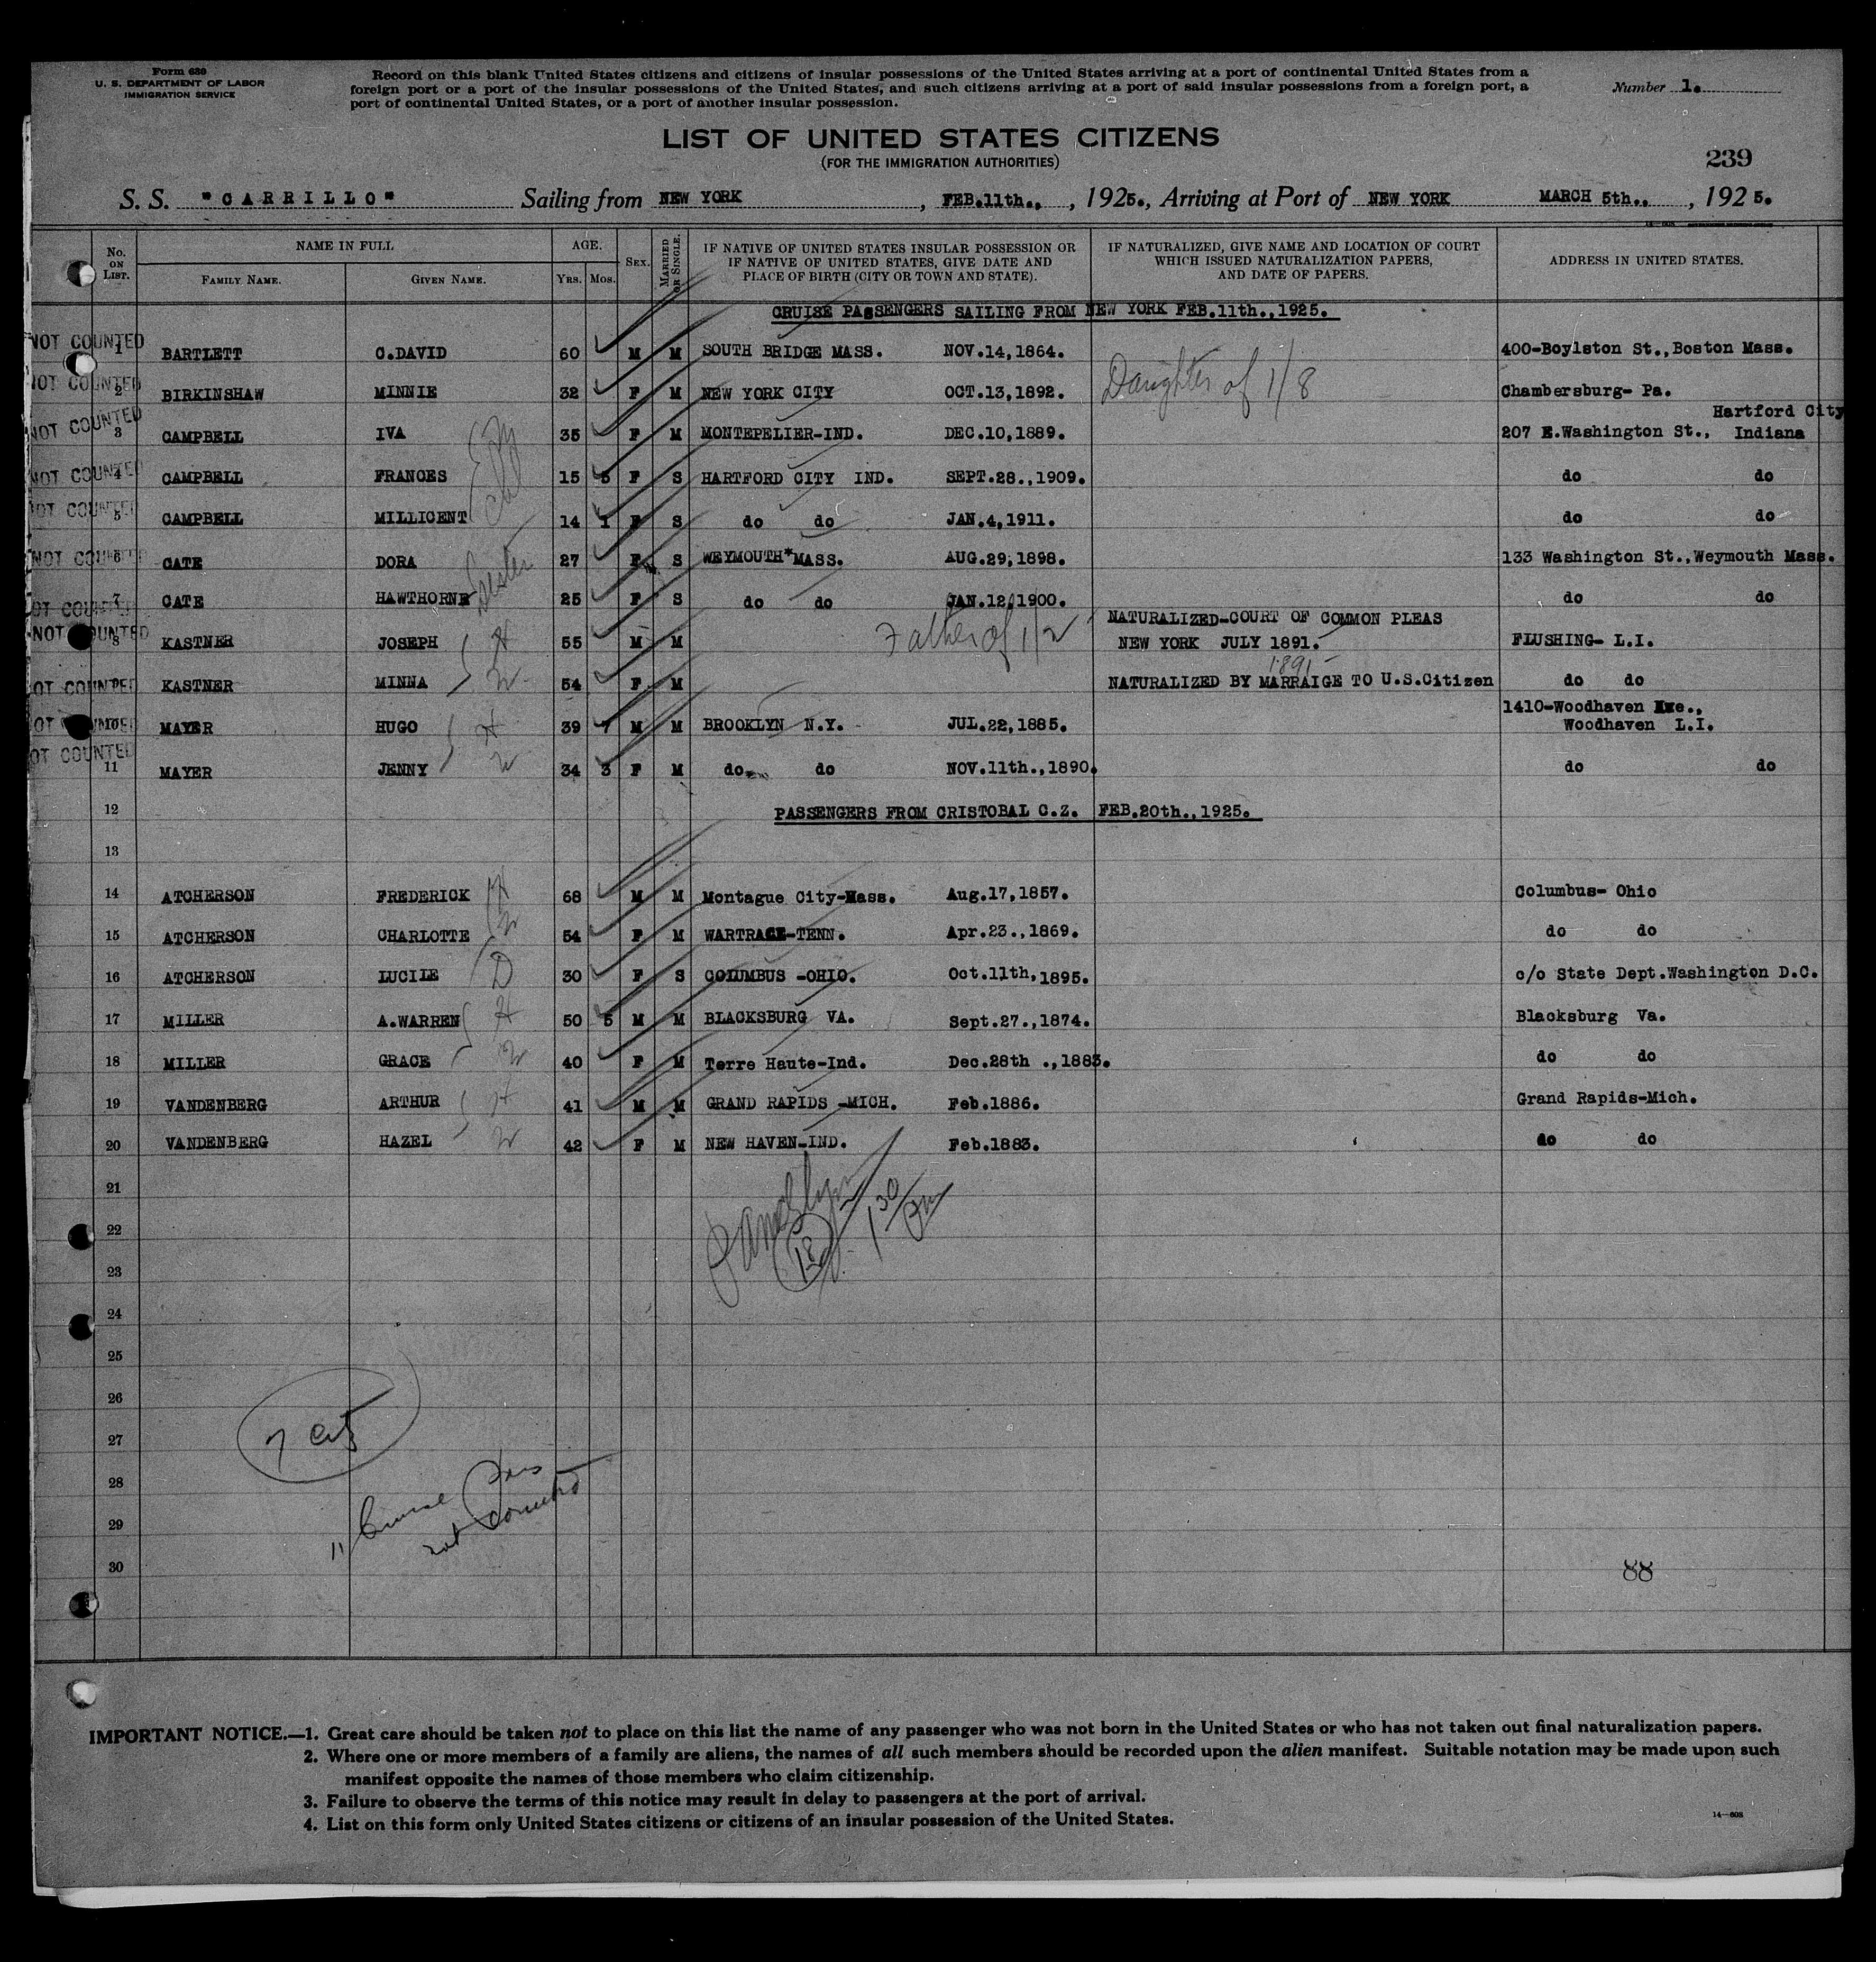 Form 630
U. S. DEPARTMENT OF LABOR
IMMIGRATION SERVICE
Record on this blank United States citizens and citizens of insular possessions of the United States arriving at a port of continental United States from a
foreign port or a port of the insular possessions of the United States, and such citizens arriving at a port of said insular possessions from a foreign port, a
port of continental United States, or a port of another insular possession.
Number 1.
LIST OF UNITED STATES CITIZENS
(FOR THE IMMIGRATION AUTHORITIES)
239
S. S. "CARRILLO" Sailing from NEW YORK, FEB.11th., , 1925., Arriving at Port of NEW YORK MARCH 5th.., 1925.
No. ON LIST. NAME IN FULL FAMILY NAME. GIVEN NAME. AGE. YRS. MOS. SEX. MARRIED OR SINGLE. IF NATIVE OF UNITED STATES INSULAR POSSESSION OR IF NATIVE OF UNITED STATES, GIVE DATE AND PLACE OF BIRTH (CITY OR TOWN AND STATE). IF NATURALIZED, GIVE NAME AND LOCATION OF COURT WHICH ISSUED NATURALIZATION PAPERS, AND DATE OF PAPERS. ADDRESS IN UNITED STATES.
CRUISE PASSENGERS SAILING FROM NEW YORK FEB.11th.,1925.
NOT COUNTED 1 BARTLETT C.DAVID 60 M M SOUTH BRIDGE MASS. NOV.14,1864. 400-Boylston St.,Boston Mass.
NOT COUNTED 2 BIRKINSHAW MINNIE 32 F M NEW YORK CITY OCT.13,1892. Daughter of 1/8 Chambersburg- Pa.
NOT COUNTED 3 CAMPBELL IVA 35 F M MONTEPELIER-IND. DEC.10,1889. 207 E.Washington St., Hartford City Indiana
NOT COUNTED 4 CAMPBELL FRANCES 15 5 F S HARTFORD CITY IND. SEPT.28.,1909. do do
NOT COUNTED 5 CAMPBELL MILLICENT 14 1 F S do do JAN.4,1911. do do
NOT COUNTED 6 CATE DORA 27 F S WEYMOUTH*MASS. AUG.29,1898. 133 Washington St.,Weymouth Mass.
NOT COUNTED 7 CATE HAWTHORNE Sister 25 F S do do JAN.12,1900. do do
NOT COUNTED 8 KASTNER JOSEPH H 55 M M Father of 1/2 NATURALIZED-COURT OF COMMON PLEAS NEW YORK JULY 1891. FLUSHING- L.I.
NOT COUNTED 9 KASTNER MINNA W 54 F M 1891- NATURALIZED BY MARRAIGE TO U.S.Citizen do do
NOT COUNTED 10 MAYER HUGO H 39 7 M M BROOKLYN N.Y. JUL.22,1885. 1410-Woodhaven Ave., Woodhaven L.I.
NOT COUNTED 11 MAYER JENNY W 34 3 F M do do NOV.11th.,1890. do do
12 PASSENGERS FROM CRISTOBAL C.Z. FEB.20th.,1925.
13
14 ATCHERSON FREDERICK H 68 M M Montague City-Mass. Aug.17,1857. Columbus- Ohio
15 ATCHERSON CHARLOTTE W 54 F M WARTRACE-TENN. Apr.23.,1869. do do
16 ATCHERSON LUCILE D 30 F S COLUMBUS -OHIO. Oct.11th,1895. c/o State Dept.Washington D.C.
17 MILLER A.WARREN H 50 5 M M BLACKSBURG VA. Sept.27.,1874. Blacksburg Va.
18 MILLER GRACE W 40 F M Terre Haute-Ind. Dec.28th .,1883. do do
19 VANDENBERG ARTHUR H 41 M M GRAND RAPIDS -MICH. Feb.1886. Grand Rapids-Mich.
20 VANDENBERG HAZEL W 42 F M NEW HAVEN-IND. Feb.1883. do do
21
22
18 1 30/pm
23
24
25
26
27
7 cit
28
29
11 Cruise Pass
not counted
30
88
IMPORTANT NOTICE.—1. Great care should be taken not to place on this list the name of any passenger who was not born in the United States or who has not taken out final naturalization papers.
2. Where one or more members of a family are aliens, the names of all such members should be recorded upon the alien manifest. Suitable notation may be made upon such
manifest opposite the names of those members who claim citizenship.
3. Failure to observe the terms of this notice may result in delay to passengers at the port of arrival.
4. List on this form only United States citizens or citizens of an insular possession of the United States.
14—608